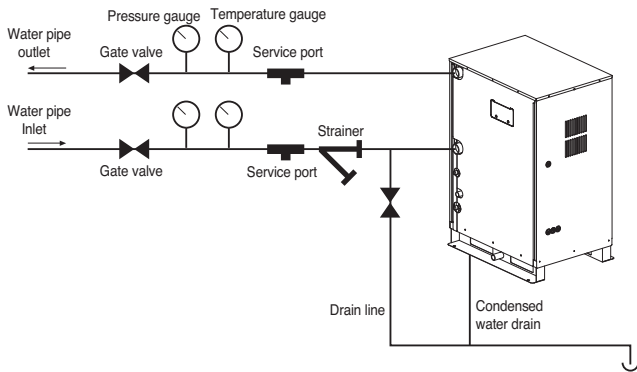 Pressure gauge
Temperature gauge
Water pipe
outlet
Gate valve
Service port
Water pipe
Inlet
Strainer
Gate valve
Service port
Drain line
Condensed
water drain